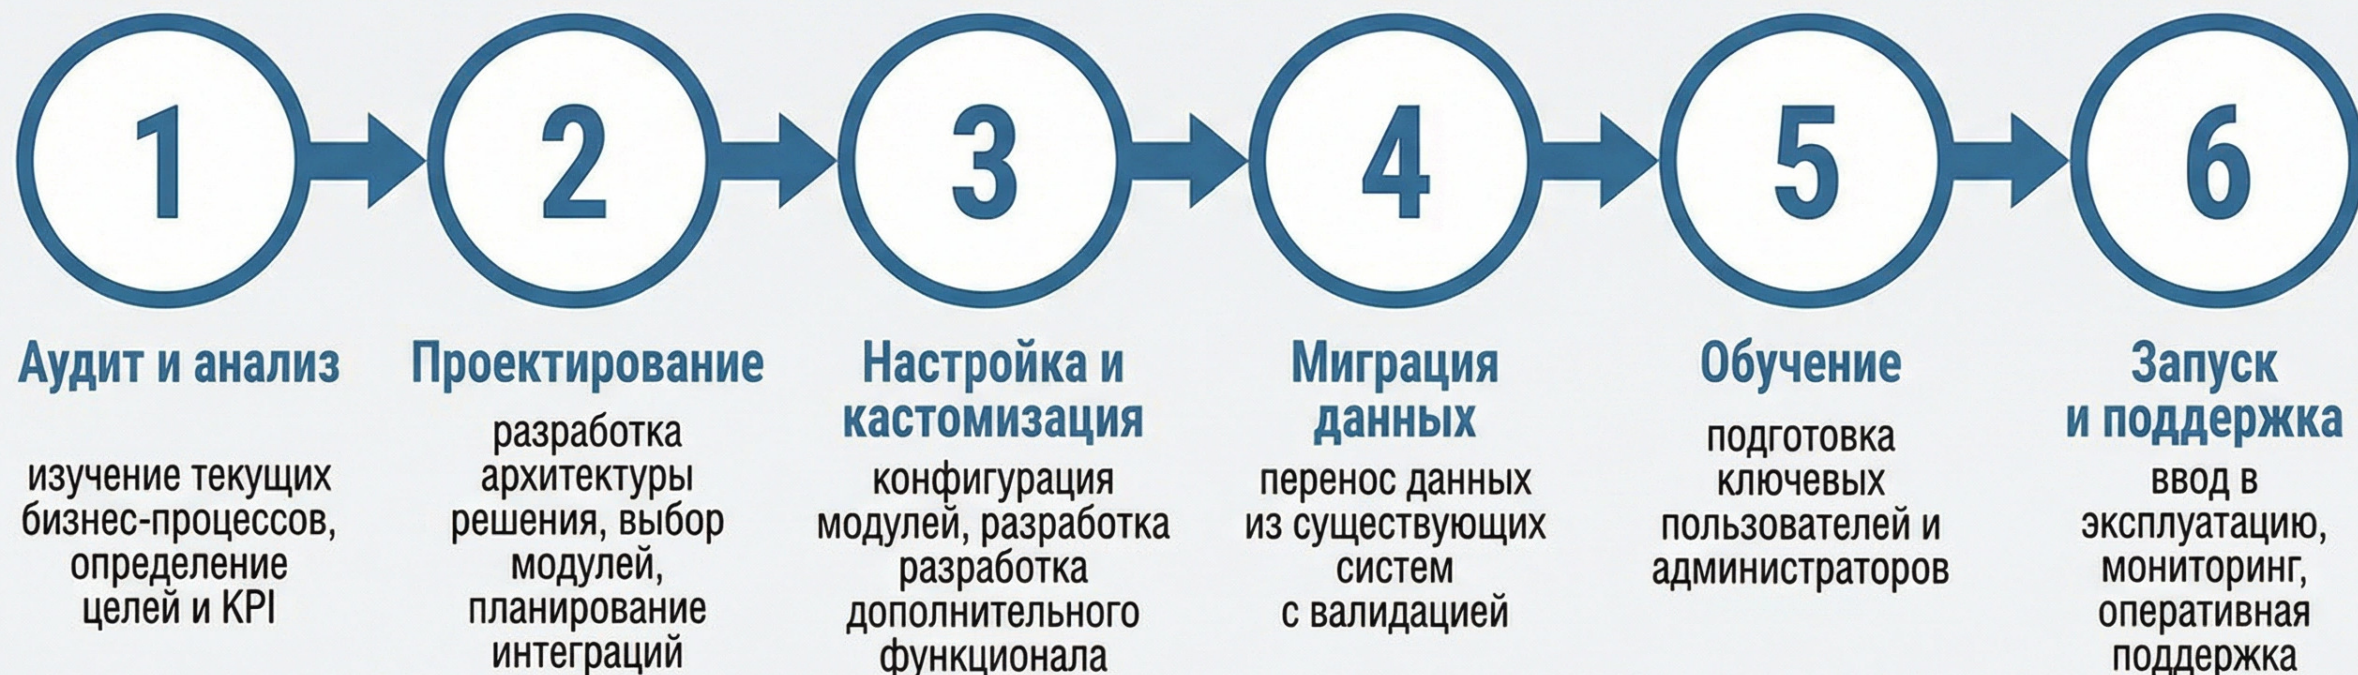 1
2
3
4
5
6
Аудит и анализ
изучение текущих
бизнес-процессов,
определение
целей и KPI
Проектирование
разработка
архитектуры
решения, выбор
модулей,
планирование
интеграций
Настройка и
кастомизация
конфигурация
модулей, разработка
разработка
дополнительного
функционала
Миграция
данных
перенос данных
из существующих
систем
с валидацией
Обучение
подготовка
ключевых
пользователей и
администраторов
Запуск
и поддержка
ввод в
эксплуатацию,
мониторинг,
оперативная
поддержка